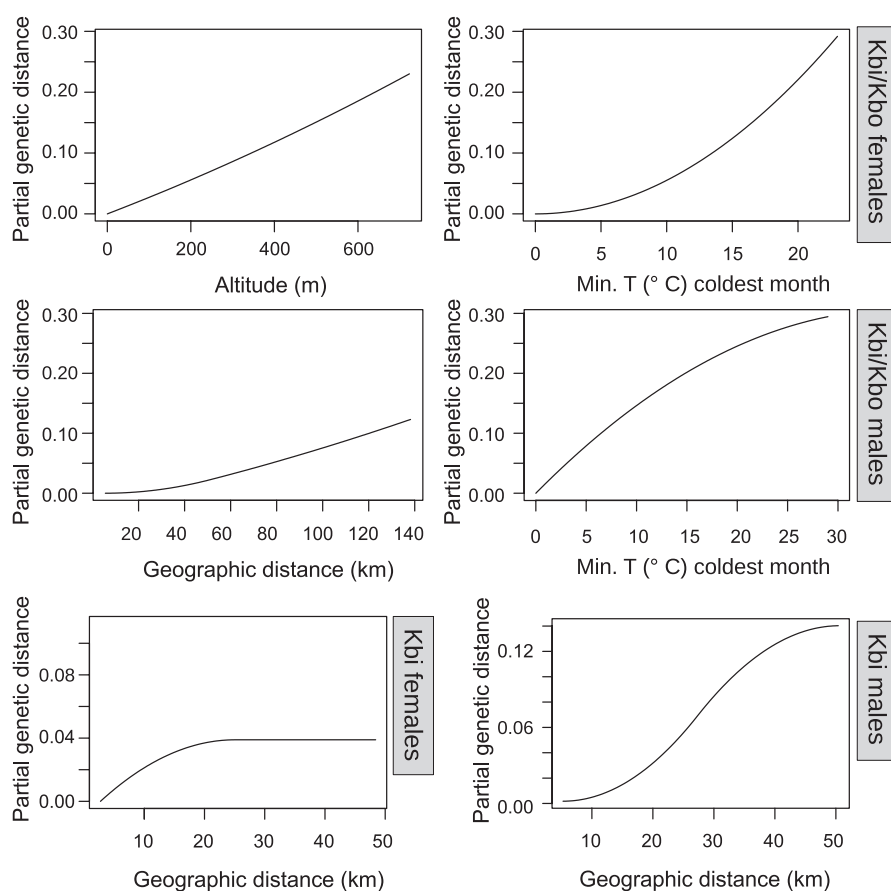 Partial genetic distance
0.30
0.20
0.10
0.00
0 200 400 600
Altitude (m)
Partial genetic distance
0.30
0.20
0.10
0.00
0 5 10 15 20
Min. T (° C) coldest month
Kbi/Kbo females
Partial genetic distance
0.30
0.20
0.10
0.00
20 40 60 80 100 120 140
Geographic distance (km)
Partial genetic distance
0.30
0.20
0.10
0.00
0 5 10 15 20 25 30
Min. T (° C) coldest month
Kbi/Kbo males
Partial genetic distance
0.08
0.04
0.00
10 20 30 40 50
Geographic distance (km)
Kbi females
Partial genetic distance
0.12
0.06
0.00
10 20 30 40 50
Geographic distance (km)
Kbi males